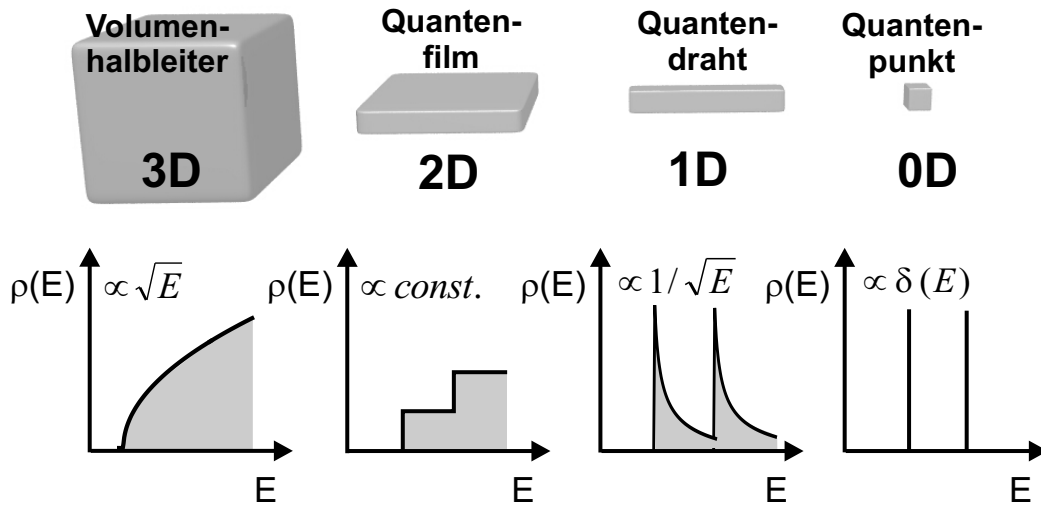 Volumen-
halbleiter
3D
Quanten-
film
2D
Quanten-
draht
1D
Quanten-
punkt
0D
ρ(E)
∝ √E
E
ρ(E)
∝ const.
E
ρ(E)
∝ 1/√E
E
ρ(E)
∝ δ (E)
E